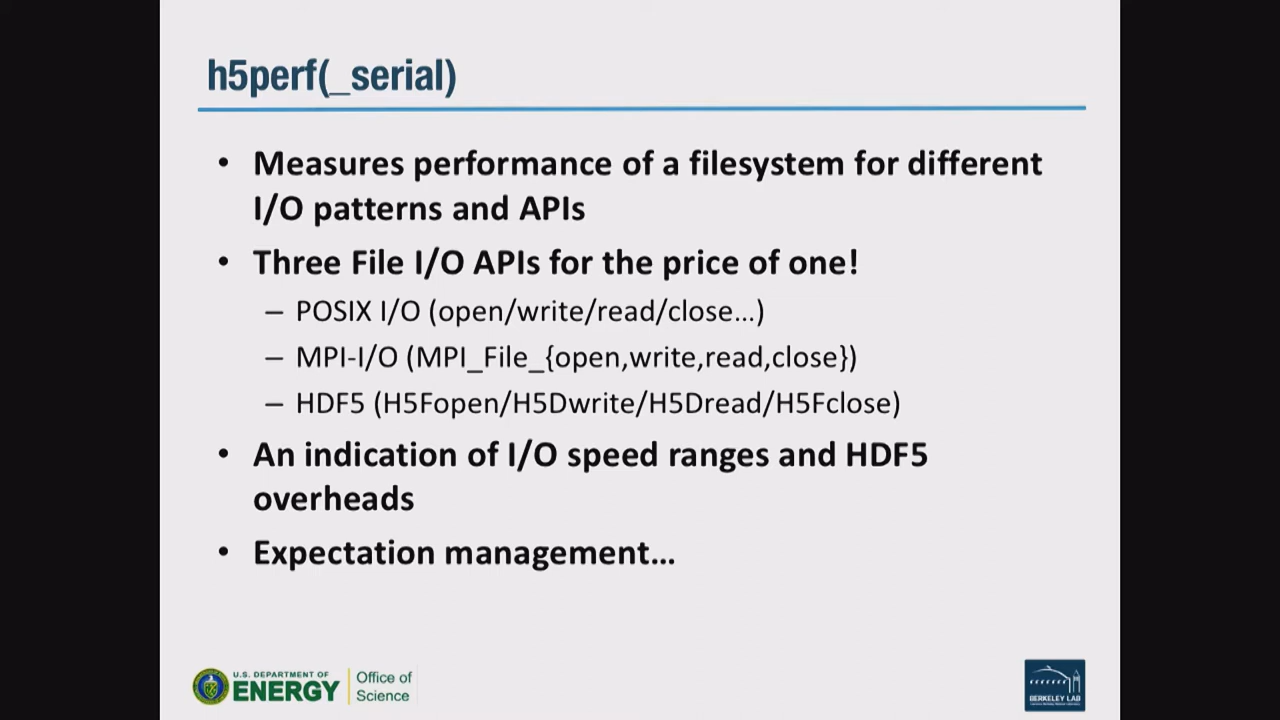 h5perf(_serial)
• Measures performance of a filesystem for different
I/O patterns and APIs
• Three File I/O APIs for the price of one!
– POSIX I/O (open/write/read/close…)
– MPI-I/O (MPI_File_{open,write,read,close})
– HDF5 (H5Fopen/H5Dwrite/H5Dread/H5Fclose)
• An indication of I/O speed ranges and HDF5
overheads
• Expectation management…
U.S. DEPARTMENT OF
ENERGY
Office of
Science
BERKELEY LAB